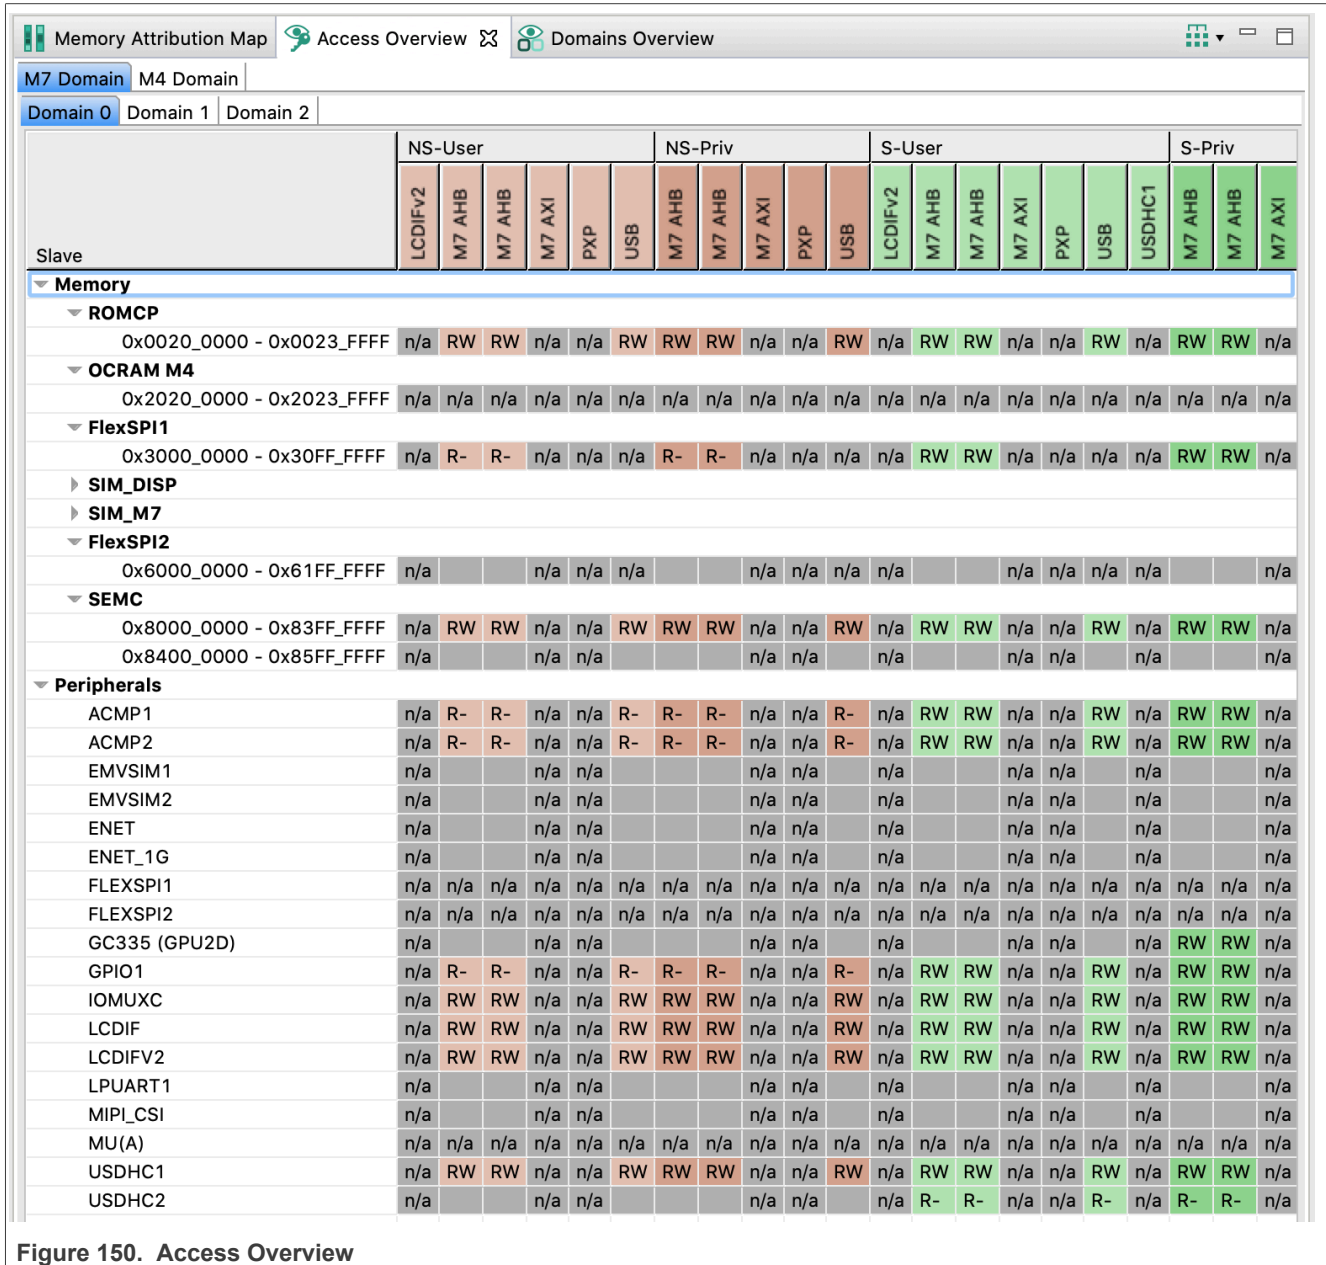 Memory Attribution Map Access Overview Domains Overview
M7 Domain M4 Domain
Domain 0 Domain 1 Domain 2
NS-User NS-Priv S-User S-Priv
Slave LCDIFv2 M7 AHB M7 AHB M7 AXI PXP USB M7 AHB M7 AHB M7 AXI PXP USB LCDIFv2 M7 AHB M7 AHB M7 AXI PXP USB USDHC1 M7 AHB M7 AHB M7 AXI
Memory
ROMCP
0x0020_0000 - 0x0023_FFFF n/a RW RW n/a n/a RW RW RW n/a n/a RW n/a RW RW n/a n/a RW n/a RW RW n/a
OCRAM M4
0x2020_0000 - 0x2023_FFFF n/a n/a n/a n/a n/a n/a n/a n/a n/a n/a n/a n/a n/a n/a n/a n/a n/a n/a n/a n/a n/a
FlexSPI1
0x3000_0000 - 0x30FF_FFFF n/a R- R- n/a n/a n/a R- R- n/a n/a n/a n/a RW RW n/a n/a n/a n/a RW RW n/a
SIM_DISP
SIM_M7
FlexSPI2
0x6000_0000 - 0x61FF_FFFF n/a n/a n/a n/a n/a n/a n/a n/a n/a n/a n/a n/a n/a
SEMC
0x8000_0000 - 0x83FF_FFFF n/a RW RW n/a n/a RW RW RW n/a n/a RW n/a RW RW n/a n/a RW n/a RW RW n/a
0x8400_0000 - 0x85FF_FFFF n/a n/a n/a n/a n/a n/a n/a n/a n/a n/a
Peripherals
ACMP1 n/a R- R- n/a n/a R- R- R- n/a n/a R- n/a RW RW n/a n/a RW n/a RW RW n/a
ACMP2 n/a R- R- n/a n/a R- R- R- n/a n/a R- n/a RW RW n/a n/a RW n/a RW RW n/a
EMVSIM1 n/a n/a n/a n/a n/a n/a n/a n/a n/a n/a
EMVSIM2 n/a n/a n/a n/a n/a n/a n/a n/a n/a n/a
ENET n/a n/a n/a n/a n/a n/a n/a n/a n/a n/a
ENET_1G n/a n/a n/a n/a n/a n/a n/a n/a n/a n/a
FLEXSPI1 n/a n/a n/a n/a n/a n/a n/a n/a n/a n/a n/a n/a n/a n/a n/a n/a n/a n/a n/a n/a n/a
FLEXSPI2 n/a n/a n/a n/a n/a n/a n/a n/a n/a n/a n/a n/a n/a n/a n/a n/a n/a n/a n/a n/a n/a
GC335 (GPU2D) n/a n/a n/a n/a n/a n/a n/a n/a n/a RW RW n/a
GPIO1 n/a R- R- n/a n/a R- R- R- n/a n/a R- n/a RW RW n/a n/a RW n/a RW RW n/a
IOMUXC n/a RW RW n/a n/a RW RW RW n/a n/a RW n/a RW RW n/a n/a RW n/a RW RW n/a
LCDIF n/a RW RW n/a n/a RW RW RW n/a n/a RW n/a RW RW n/a n/a RW n/a RW RW n/a
LCDIFV2 n/a RW RW n/a n/a RW RW RW n/a n/a RW n/a RW RW n/a n/a RW n/a RW RW n/a
LPUART1 n/a n/a n/a n/a n/a n/a n/a n/a n/a n/a
MIPI_CSI n/a n/a n/a n/a n/a n/a n/a n/a n/a n/a
MU(A) n/a n/a n/a n/a n/a n/a n/a n/a n/a n/a n/a n/a n/a n/a n/a n/a n/a n/a n/a n/a n/a
USDHC1 n/a RW RW n/a n/a RW RW RW n/a n/a RW n/a RW RW n/a n/a RW n/a RW RW n/a
USDHC2 n/a n/a n/a n/a n/a n/a R- R- n/a n/a R- n/a R- R- n/a
Figure 150. Access Overview